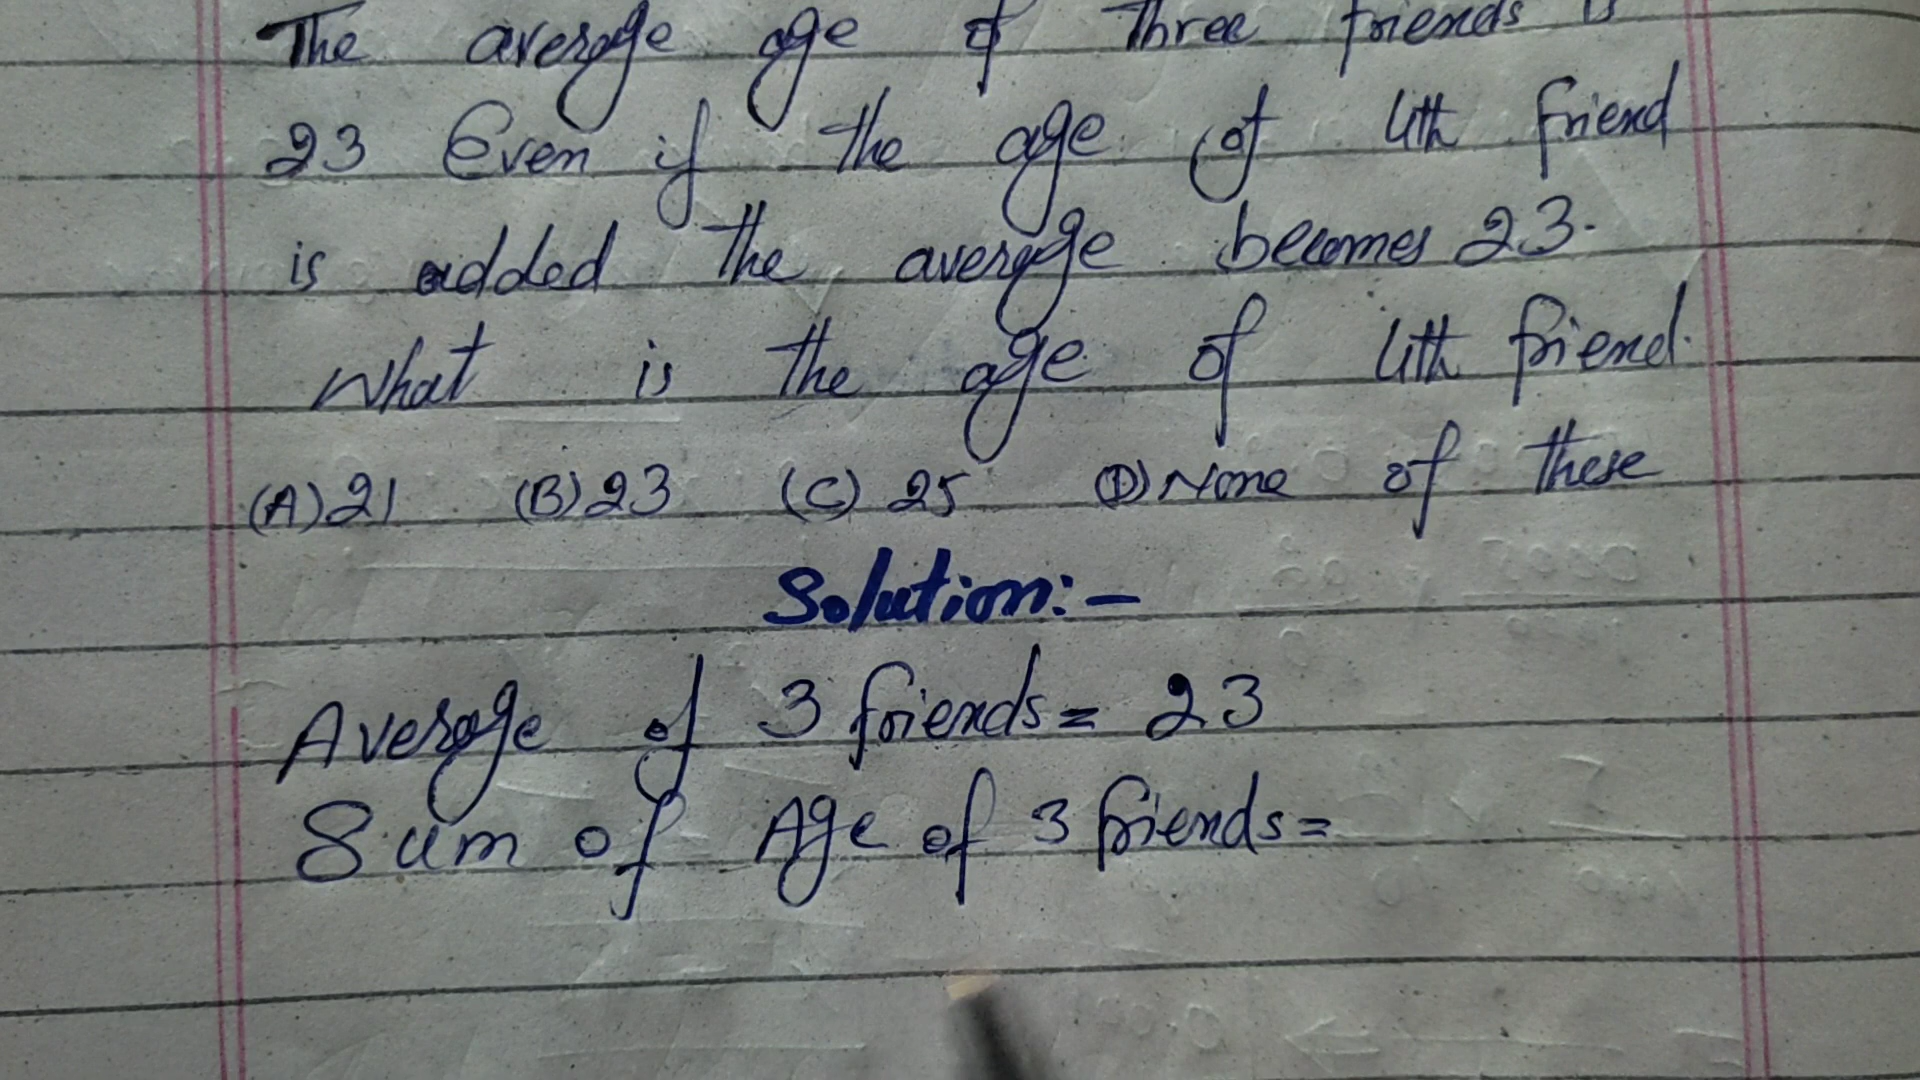 The average age of Three friends is
23 Even if the age of 4th friend
is added the average becomes 23.
What is the age of 4th friend.
(A) 21 (B) 23 (C) 25 (D) None of these
Solution:-
Average of 3 friends = 23
Sum of Age of 3 friends =